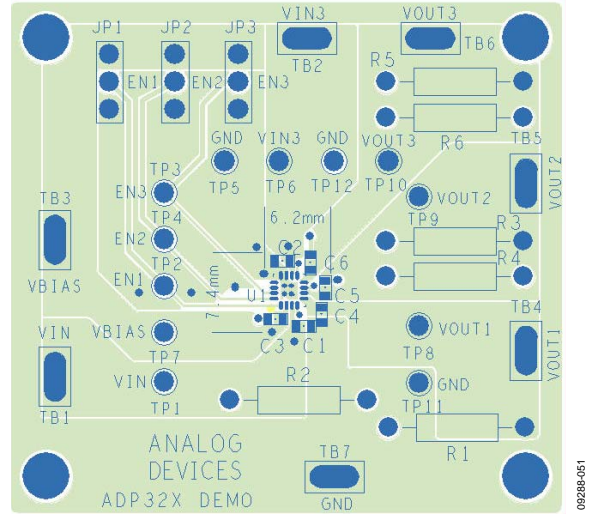 JP1 JP2 JP3 VIN3 VOUT3
TB6
TB2
R5
EN1 EN2 EN3
R6
TB5
GND VIN3 GND VOUT3
TP5 TP6 TP12 TP10
VOUT2
TP3
EN3
TP4
EN2
TP2
EN1
TB3
VBIAS
VOUT2
TP9
R3
R4
6.2mm
7.4mm
C2
C6
U1
C5
C4
C3 C1
TB4
VOUT1
VIN
TB1
VBIAS
TP7
VIN
TP1
VOUT1
TP8
GND
TP11
R2
R1
ANALOG
DEVICES
ADP32X DEMO
TB7
GND
09288-051